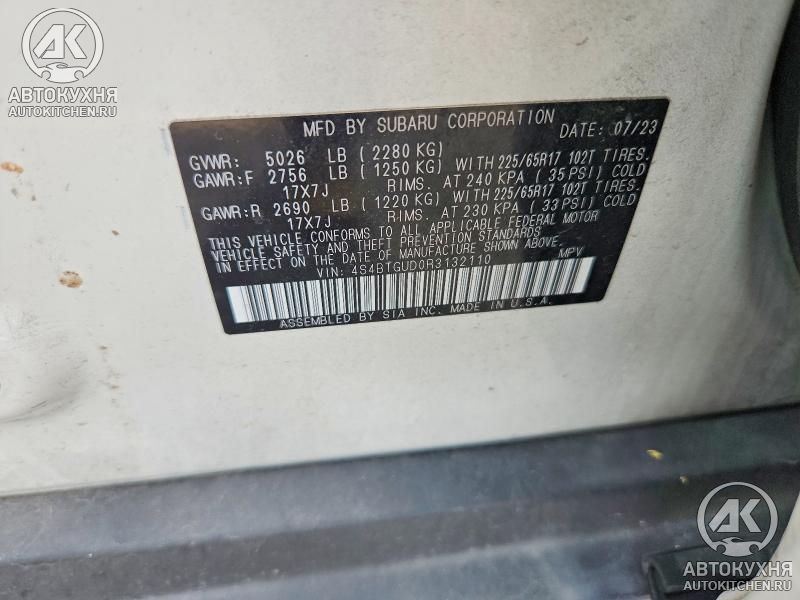 AK
АВТОКУХНЯ
AUTOKITCHEN.RU
MFD BY SUBARU CORPORATION DATE: 07/23
GVWR: 5026 LB (2280 KG)
GAWR:F 2756 LB (1250 KG) WITH 225/65R17 102T TIRES.
17X7J RIMS. AT 240 KPA (35 PSI) COLD
GAWR:R 2690 LB (1220 KG) WITH 225/65R17 102T TIRES.
17X7J RIMS. AT 230 KPA (33 PSI) COLD
THIS VEHICLE CONFORMS TO ALL APPLICABLE FEDERAL MOTOR
VEHICLE SAFETY AND THEFT PREVENTION STANDARDS
IN EFFECT ON THE DATE OF MANUFACTURE SHOWN ABOVE.
VIN: 4S4BTGUD0R3132110 MPV
ASSEMBLED BY SIA INC. MADE IN U.S.A.
AK
АВТОКУХНЯ
AUTOKITCHEN.RU